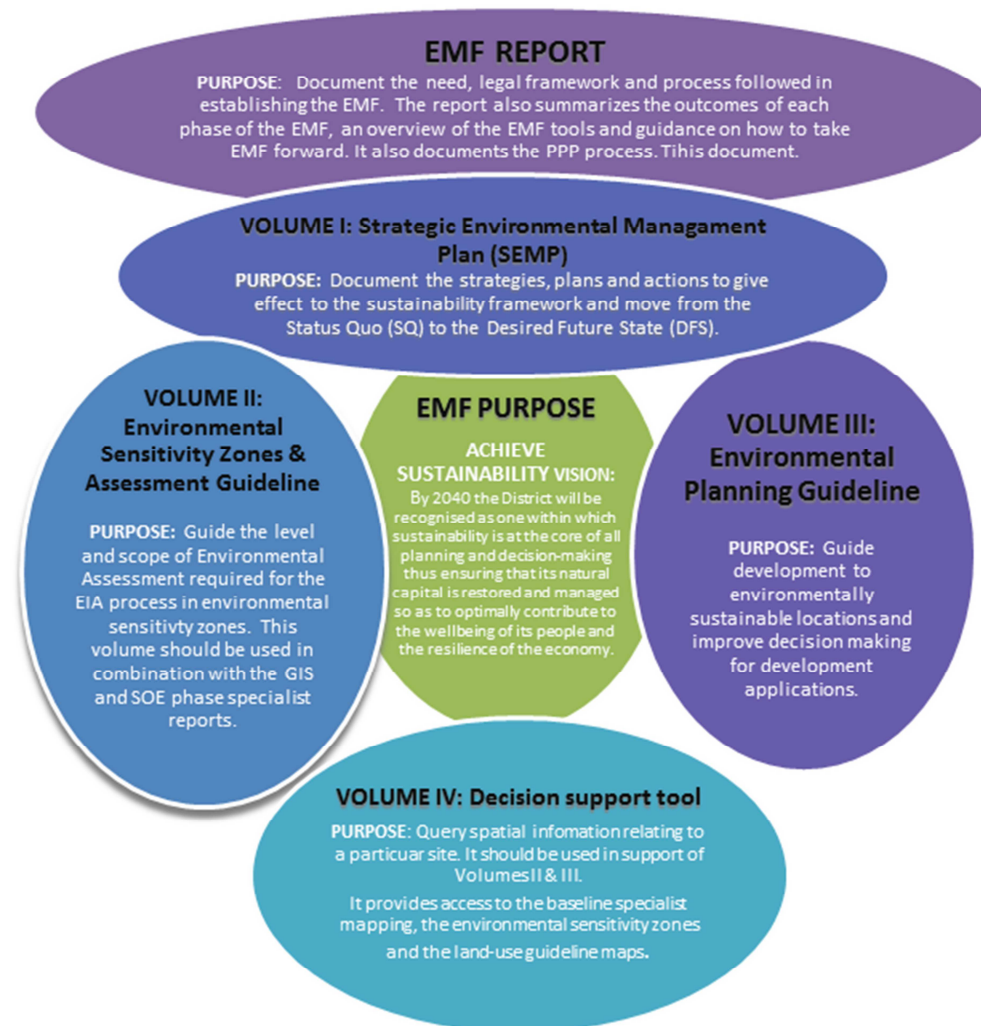 EMF REPORT
PURPOSE: Document the need, legal framework and process followed in
establishing the EMF. The report also summarizes the outcomes of each
phase of the EMF, an overview of the EMF tools and guidance on how to take
EMF forward. It also documents the PPP process. Tihis document.
VOLUME I: Strategic Environmental Managament
Plan (SEMP)
PURPOSE: Document the strategies, plans and actions to give
effect to the sustainability framework and move from the
Status Quo (SQ) to the Desired Future State (DFS).
VOLUME II:
Environmental
Sensitivity Zones &
Assessment Guideline
PURPOSE: Guide the level
and scope of Environmental
Assessment required for the
EIA process in environmental
sensitivty zones. This
volume should be used in
combination with the GIS
and SOE phase specialist
reports.
EMF PURPOSE
ACHIEVE
SUSTAINABILITY VISION:
By 2040 the District will be
recognised as one within which
sustainability is at the core of all
planning and decision-making
thus ensuring that its natural
capital is restored and managed
so as to optimally contribute to
the wellbeing of its people and
the resilience of the economy.
VOLUME III:
Environmental
Planning Guideline
PURPOSE: Guide
development to
environmentally
sustainable locations and
improve decision making
for development
applications.
VOLUME IV: Decision support tool
PURPOSE: Query spatial infomation relating to
a particuar site. It should be used in support of
Volumes II & III.
It provides access to the baseline specialist
mapping, the environmental sensitivity zones
and the land-use guideline maps.